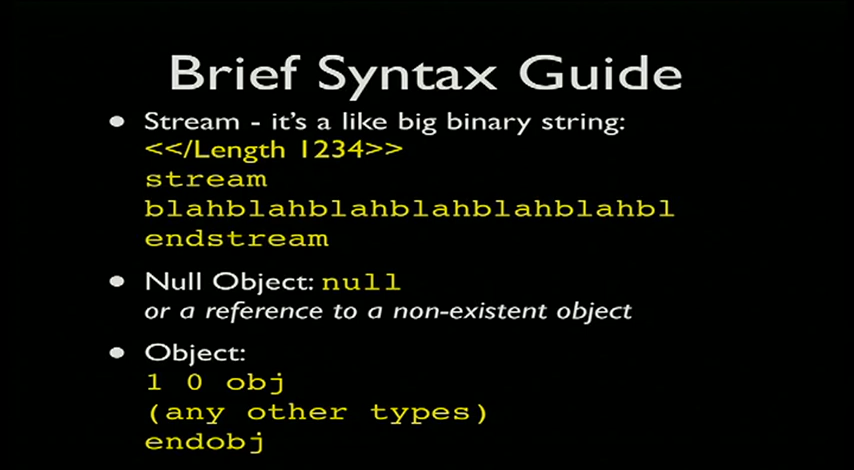 Brief Syntax Guide
• Stream - it's a like big binary string:
<</Length 1234>>
stream
blahblahblahblahblahblahbl
endstream
• Null Object: null
or a reference to a non-existent object
• Object:
1 0 obj
(any other types)
endobj